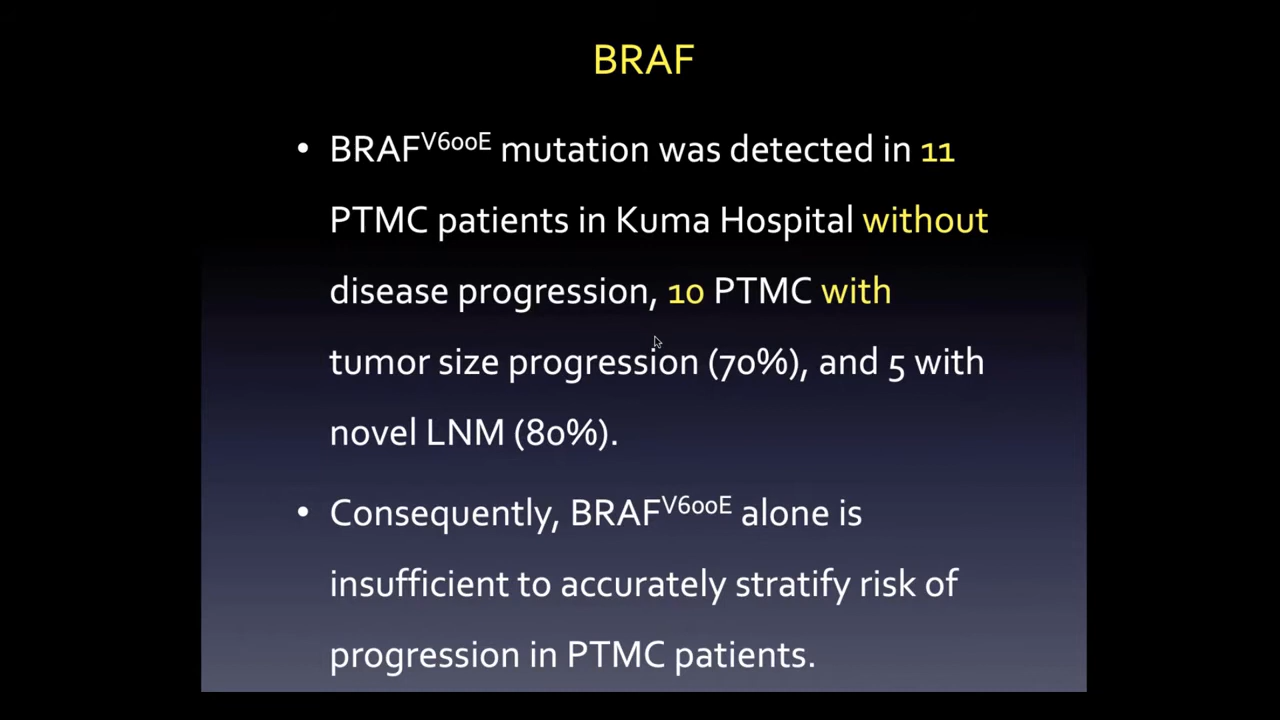 BRAF
• BRAFV600E mutation was detected in 11
PTMC patients in Kuma Hospital without
disease progression, 10 PTMC with
tumor size progression (70%), and 5 with
novel LNM (80%).
• Consequently, BRAFV600E alone is
insufficient to accurately stratify risk of
progression in PTMC patients.